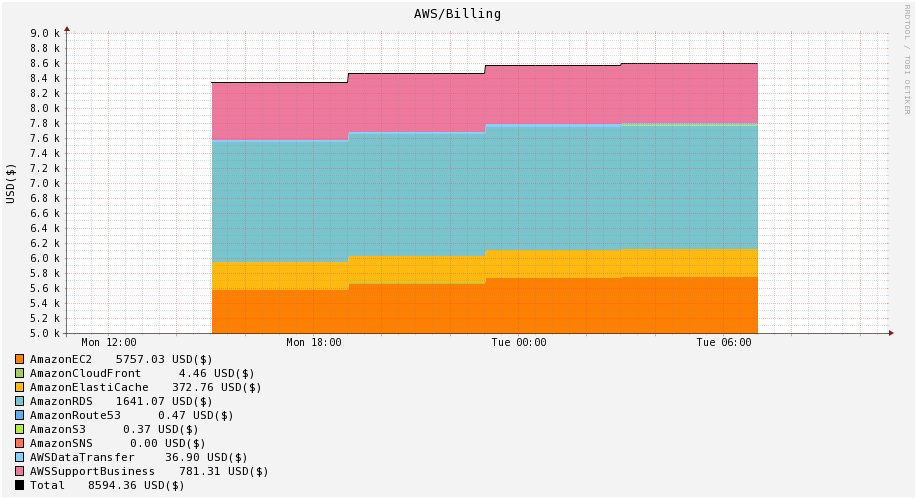 AWS/Billing
RRDTOOL / TOBI OETIKER
USD($)
9.0 k
8.8 k
8.6 k
8.4 k
8.2 k
8.0 k
7.8 k
7.6 k
7.4 k
7.2 k
7.0 k
6.8 k
6.6 k
6.4 k
6.2 k
6.0 k
5.8 k
5.6 k
5.4 k
5.2 k
5.0 k
Mon 12:00 Mon 18:00 Tue 00:00 Tue 06:00
AmazonEC2 5757.03 USD($)
AmazonCloudFront 4.46 USD($)
AmazonElastiCache 372.76 USD($)
AmazonRDS 1641.07 USD($)
AmazonRoute53 0.47 USD($)
AmazonS3 0.37 USD($)
AmazonSNS 0.00 USD($)
AWSDataTransfer 36.90 USD($)
AWSSupportBusiness 781.31 USD($)
Total 8594.36 USD($)